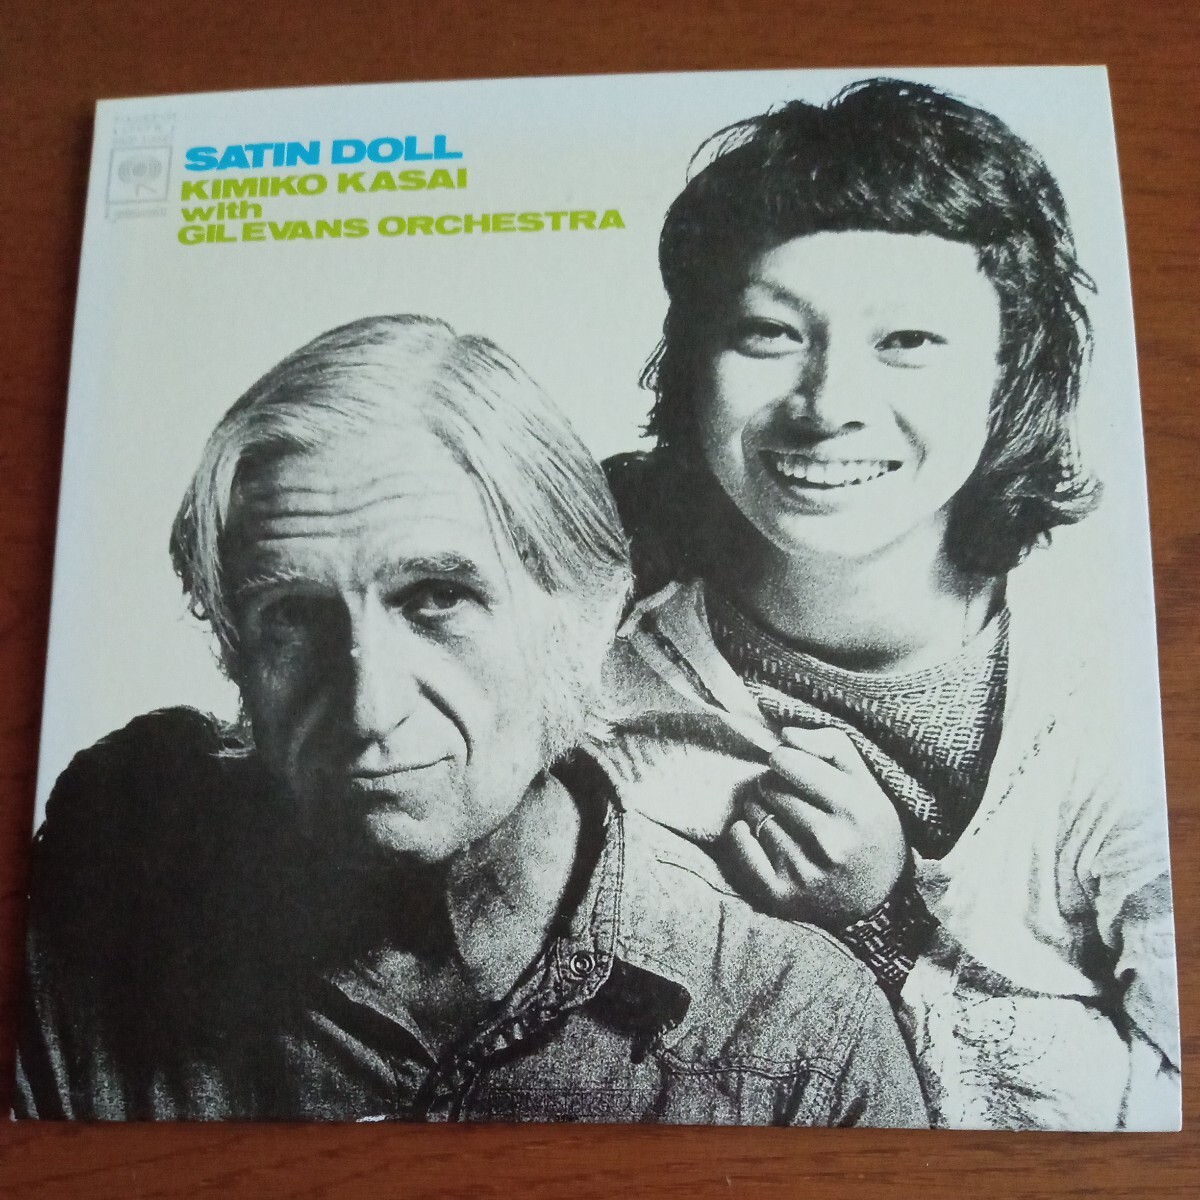 SATIN DOLL
KIMIKO KASAI
with
GIL EVANS ORCHESTRA